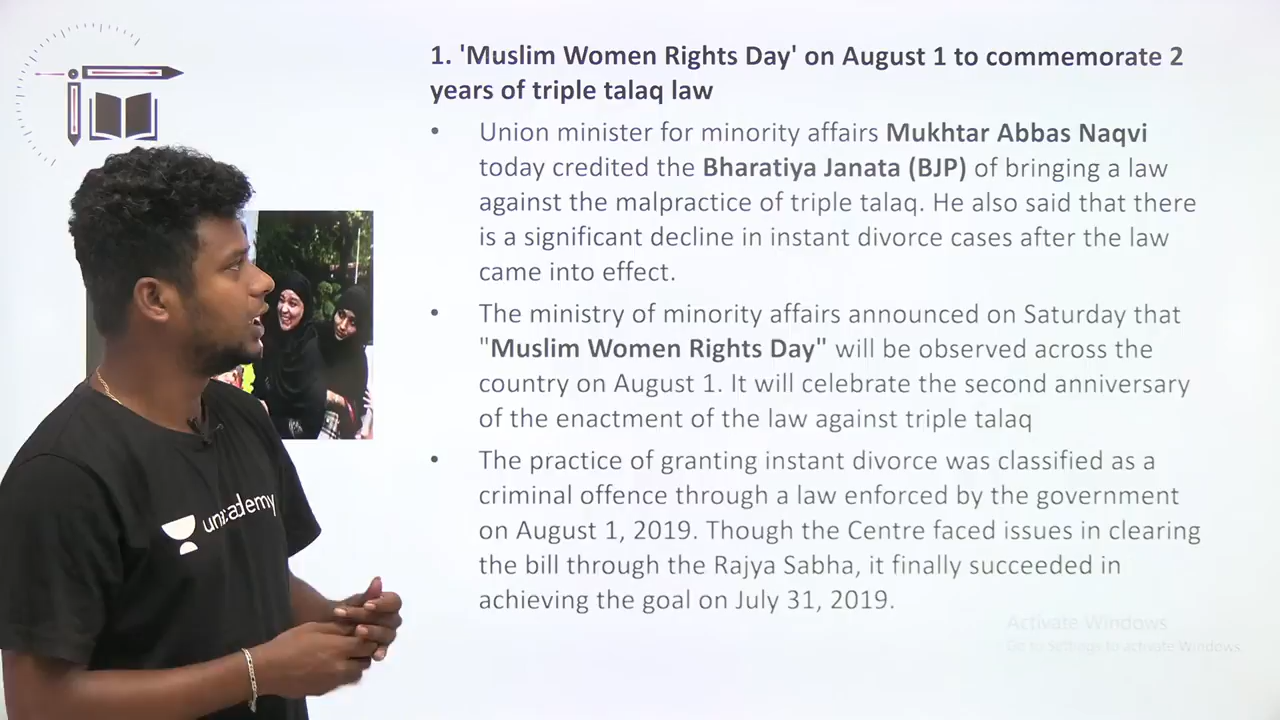 1. 'Muslim Women Rights Day' on August 1 to commemorate 2
years of triple talaq law
• Union minister for minority affairs Mukhtar Abbas Naqvi
today credited the Bharatiya Janata (BJP) of bringing a law
against the malpractice of triple talaq. He also said that there
is a significant decline in instant divorce cases after the law
came into effect.
• The ministry of minority affairs announced on Saturday that
"Muslim Women Rights Day" will be observed across the
country on August 1. It will celebrate the second anniversary
of the enactment of the law against triple talaq
• The practice of granting instant divorce was classified as a
criminal offence through a law enforced by the government
on August 1, 2019. Though the Centre faced issues in clearing
the bill through the Rajya Sabha, it finally succeeded in
achieving the goal on July 31, 2019.
unacademy
Activate Windows
Go to Settings to activate Windows.